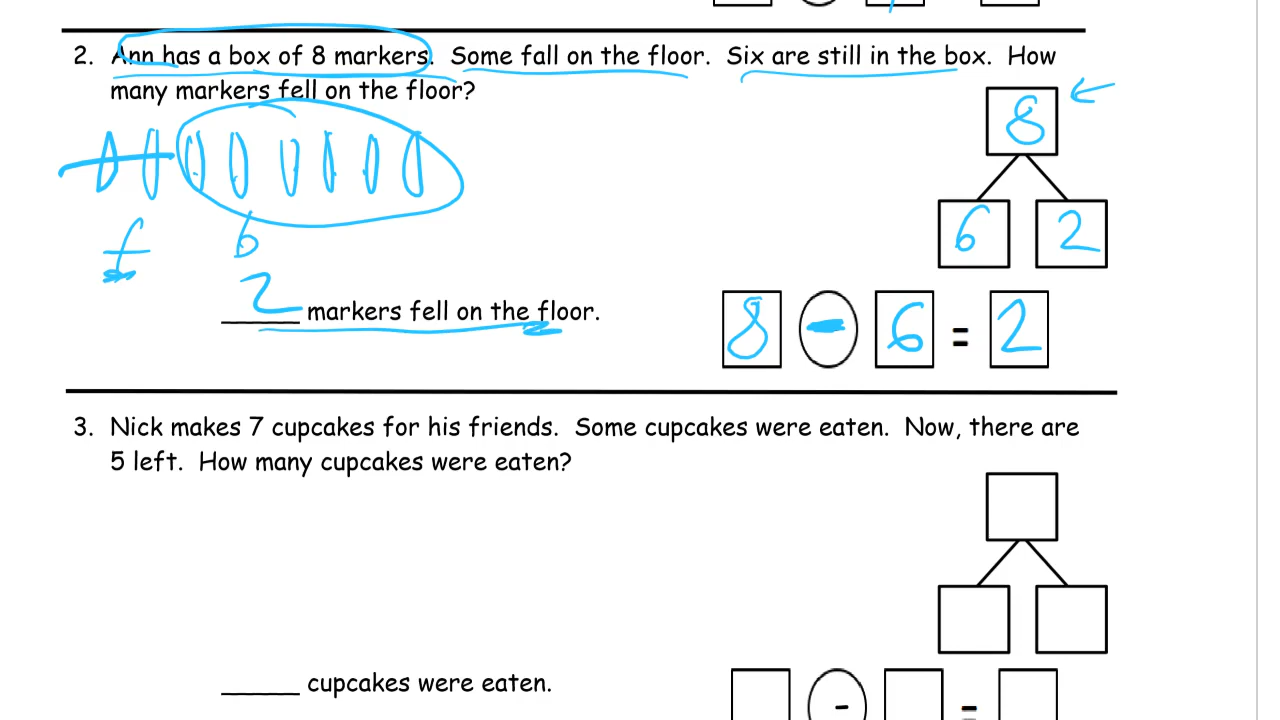 2. Ann has a box of 8 markers. Some fall on the floor. Six are still in the box. How
many markers fell on the floor?
8
6 2
f 6
2 markers fell on the floor.
8 - 6 = 2
3. Nick makes 7 cupcakes for his friends. Some cupcakes were eaten. Now, there are
5 left. How many cupcakes were eaten?
_____ cupcakes were eaten.
- =